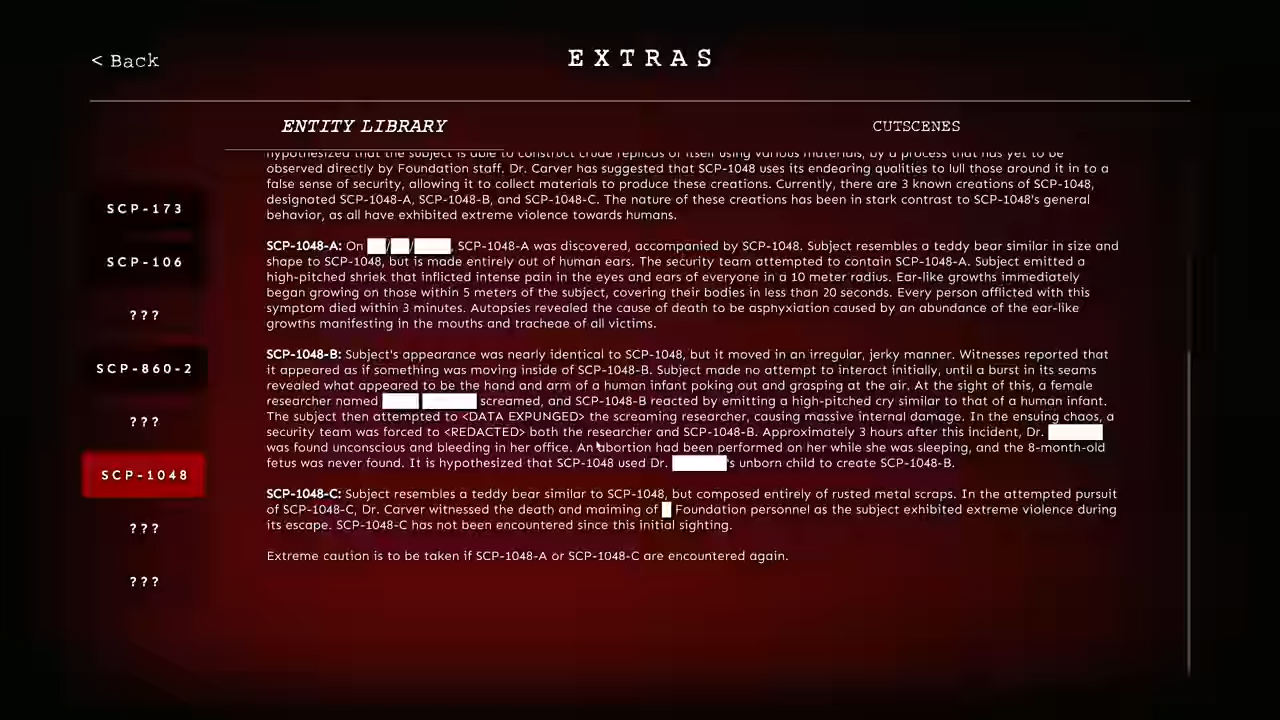 < Back
EXTRAS
ENTITY LIBRARY
CUTSCENES
SCP-173
SCP-106
???
SCP-860-2
???
SCP-1048
???
???
hypothesized that the subject is able to construct crude replicas of itself using various materials, by a process that has yet to be
observed directly by Foundation staff. Dr. Carver has suggested that SCP-1048 uses its endearing qualities to lull those around it in to a
false sense of security, allowing it to collect materials to produce these creations. Currently, there are 3 known creations of SCP-1048,
designated SCP-1048-A, SCP-1048-B, and SCP-1048-C. The nature of these creations has been in stark contrast to SCP-1048's general
behavior, as all have exhibited extreme violence towards humans.
SCP-1048-A: On ██/██/████, SCP-1048-A was discovered, accompanied by SCP-1048. Subject resembles a teddy bear similar in size and
shape to SCP-1048, but is made entirely out of human ears. The security team attempted to contain SCP-1048-A. Subject emitted a
high-pitched shriek that inflicted intense pain in the eyes and ears of everyone in a 10 meter radius. Ear-like growths immediately
began growing on those within 5 meters of the subject, covering their bodies in less than 20 seconds. Every person afflicted with this
symptom died within 3 minutes. Autopsies revealed the cause of death to be asphyxiation caused by an abundance of the ear-like
growths manifesting in the mouths and tracheae of all victims.
SCP-1048-B: Subject's appearance was nearly identical to SCP-1048, but it moved in an irregular, jerky manner. Witnesses reported that
it appeared as if something was moving inside of SCP-1048-B. Subject made no attempt to interact initially, until a burst in its seams
revealed what appeared to be the hand and arm of a human infant poking out and grasping at the air. At the sight of this, a female
researcher named ████ ██████ screamed, and SCP-1048-B reacted by emitting a high-pitched cry similar to that of a human infant.
The subject then attempted to <DATA EXPUNGED> the screaming researcher, causing massive internal damage. In the ensuing chaos, a
security team was forced to <REDACTED> both the researcher and SCP-1048-B. Approximately 3 hours after this incident, Dr. ██████
was found unconscious and bleeding in her office. An abortion had been performed on her while she was sleeping, and the 8-month-old
fetus was never found. It is hypothesized that SCP-1048 used Dr. ██████'s unborn child to create SCP-1048-B.
SCP-1048-C: Subject resembles a teddy bear similar to SCP-1048, but composed entirely of rusted metal scraps. In the attempted pursuit
of SCP-1048-C, Dr. Carver witnessed the death and maiming of █ Foundation personnel as the subject exhibited extreme violence during
its escape. SCP-1048-C has not been encountered since this initial sighting.
Extreme caution is to be taken if SCP-1048-A or SCP-1048-C are encountered again.